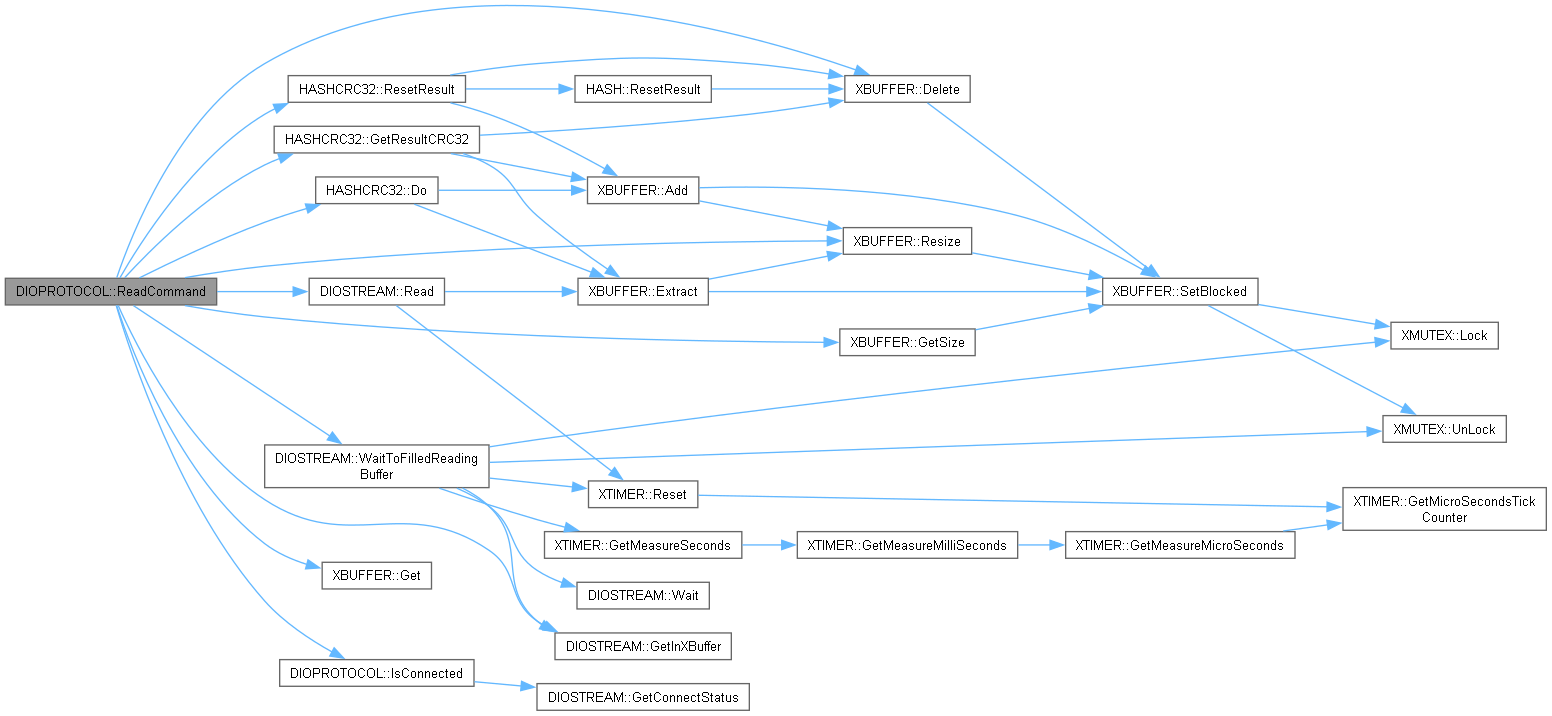 DIOPROTOCOL::ReadCommand
HASHCRC32::ResetResult
HASH::ResetResult
XBUFFER::Delete
HASHCRC32::GetResultCRC32
HASHCRC32::Do
XBUFFER::Add
XBUFFER::Resize
DIOSTREAM::Read
XBUFFER::Extract
XBUFFER::SetBlocked
XBUFFER::GetSize
XMUTEX::Lock
XMUTEX::UnLock
DIOSTREAM::WaitToFilledReading
Buffer
XTIMER::Reset
XTIMER::GetMicroSecondsTick
Counter
XTIMER::GetMeasureSeconds
XTIMER::GetMeasureMilliSeconds
XTIMER::GetMeasureMicroSeconds
XBUFFER::Get
DIOSTREAM::Wait
DIOSTREAM::GetInXBuffer
DIOPROTOCOL::IsConnected
DIOSTREAM::GetConnectStatus